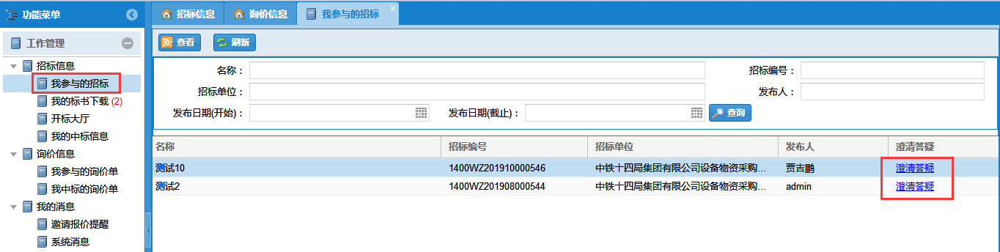 功能菜单
招标信息
询价信息
我参与的招标
工作管理
招标信息
我参与的招标
我的标书下载 (2)
开标大厅
我的中标信息
询价信息
我参与的询价单
我中标的询价单
我的消息
邀请报价提醒
系统消息
查看
刷新
名称：
招标编号：
招标单位：
发布人：
发布日期(开始)：
发布日期(截止)：
查询
名称 招标编号 招标单位 发布人 澄清答疑
测试10 1400WZ201910000546 中铁十四局集团有限公司设备物资采购... 贾吉鹏 澄清答疑
测试2 1400WZ201908000544 中铁十四局集团有限公司设备物资采购... admin 澄清答疑